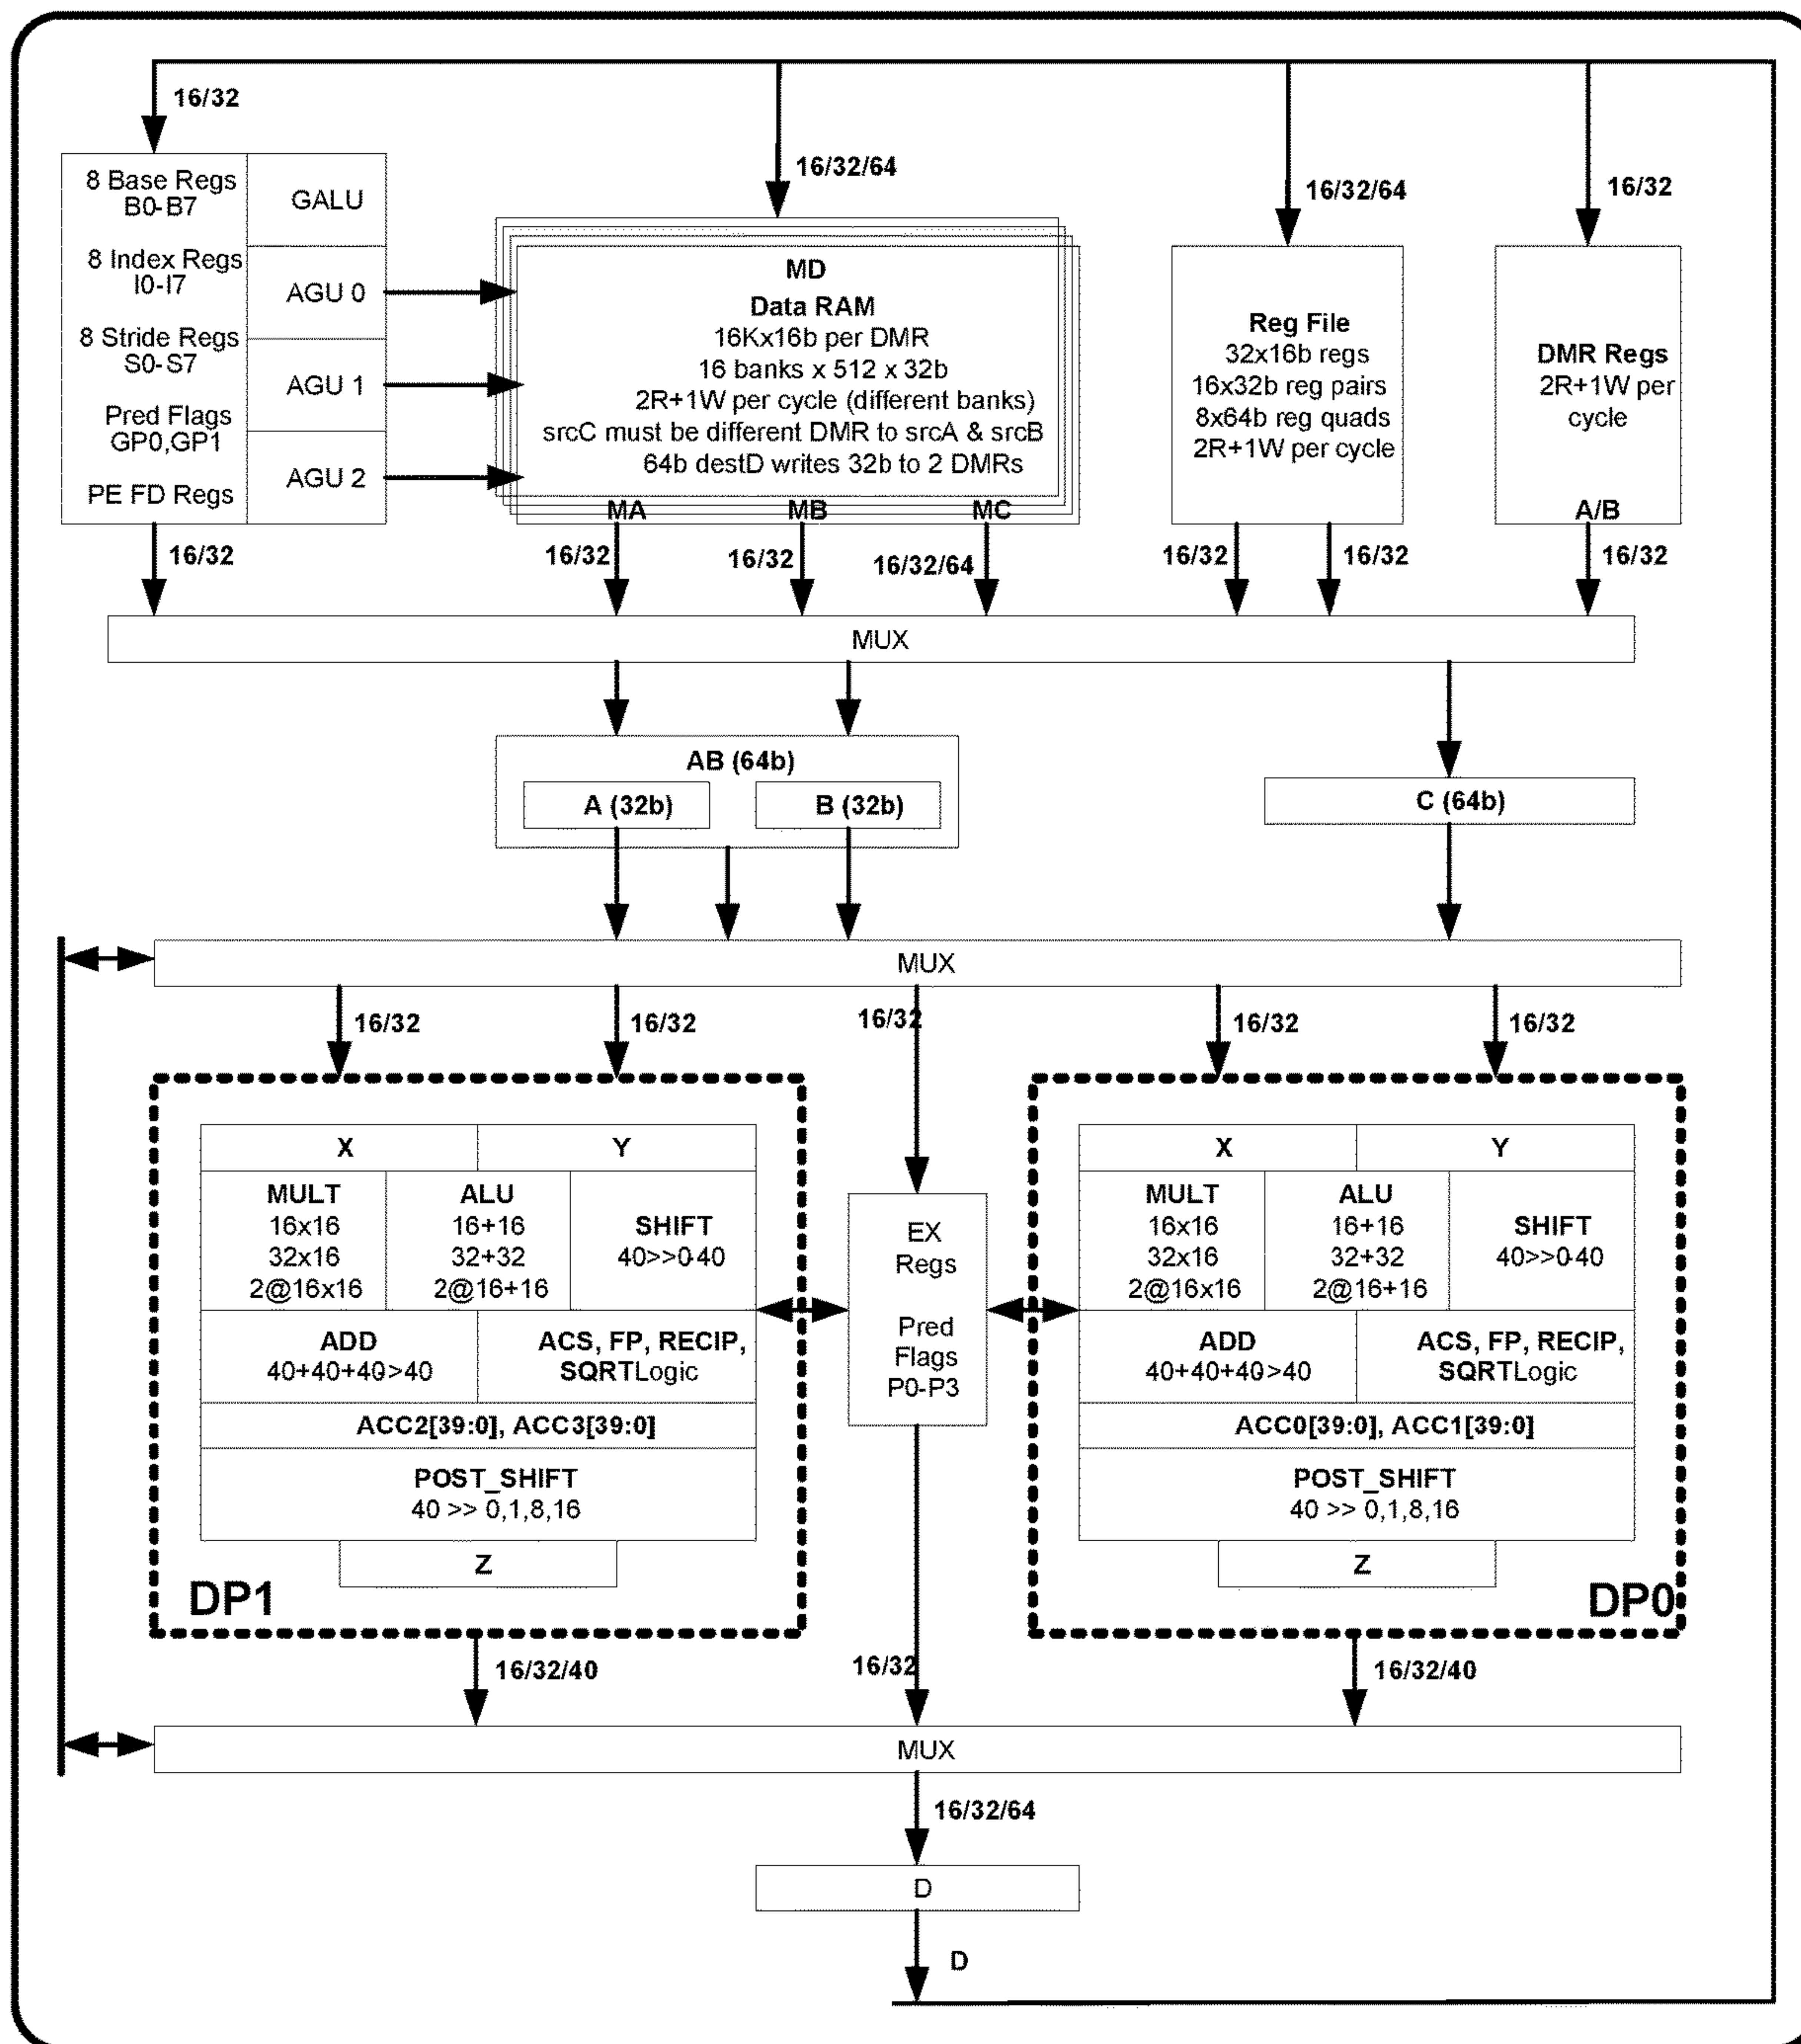 16/32
16/32/64
16/32/64
16/32
8 Base Regs
B0-B7
8 Index Regs
I0-I7
8 Stride Regs
S0-S7
Pred Flags
GP0,GP1
PE FD Regs
GALU
AGU 0
AGU 1
AGU 2
MD
Data RAM
16Kx16b per DMR
16 banks x 512 x 32b
2R+1W per cycle (different banks)
srcC must be different DMR to srcA & srcB
64b destD writes 32b to 2 DMRs
MA MB MC
Reg File
32x16b regs
16x32b reg pairs
8x64b reg quads
2R+1W per cycle
DMR Regs
2R+1W per
cycle
A/B
16/32 16/32 16/32 16/32/64 16/32 16/32 16/32
MUX
AB (64b)
A (32b) B (32b)
C (64b)
MUX
16/32 16/32 16/32 16/32 16/32
X Y
MULT
16x16
32x16
2@16x16
ALU
16+16
32+32
2@16+16
SHIFT
40>>0-40
ADD
40+40+40>40
ACS, FP, RECIP,
SQRTLogic
ACC2[39:0], ACC3[39:0]
POST_SHIFT
40 >> 0,1,8,16
Z
DP1
EX
Regs
Pred
Flags
P0-P3
X Y
MULT
16x16
32x16
2@16x16
ALU
16+16
32+32
2@16+16
SHIFT
40>>0-40
ADD
40+40+40>40
ACS, FP, RECIP,
SQRTLogic
ACC0[39:0], ACC1[39:0]
POST_SHIFT
40 >> 0,1,8,16
Z
DP0
16/32/40 16/32 16/32/40
MUX
16/32/64
D
D